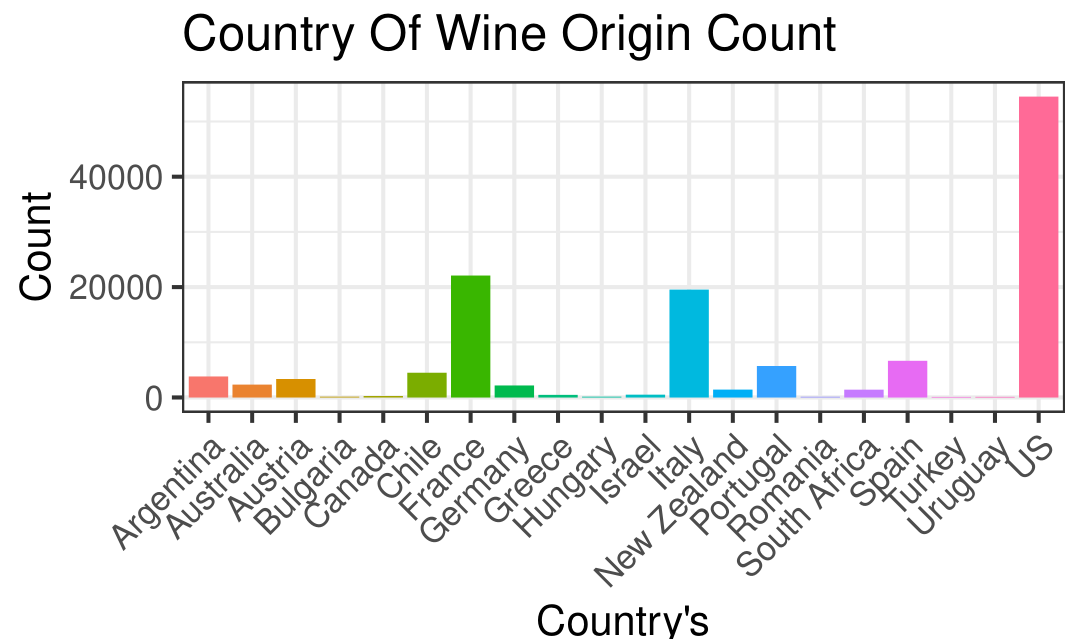 Country Of Wine Origin Count
Count
40000
20000
0
Argentina
Australia
Austria
Bulgaria
Canada
Chile
France
Germany
Greece
Hungary
Israel
Italy
New Zealand
Portugal
Romania
South Africa
Spain
Turkey
Uruguay
US
Country's